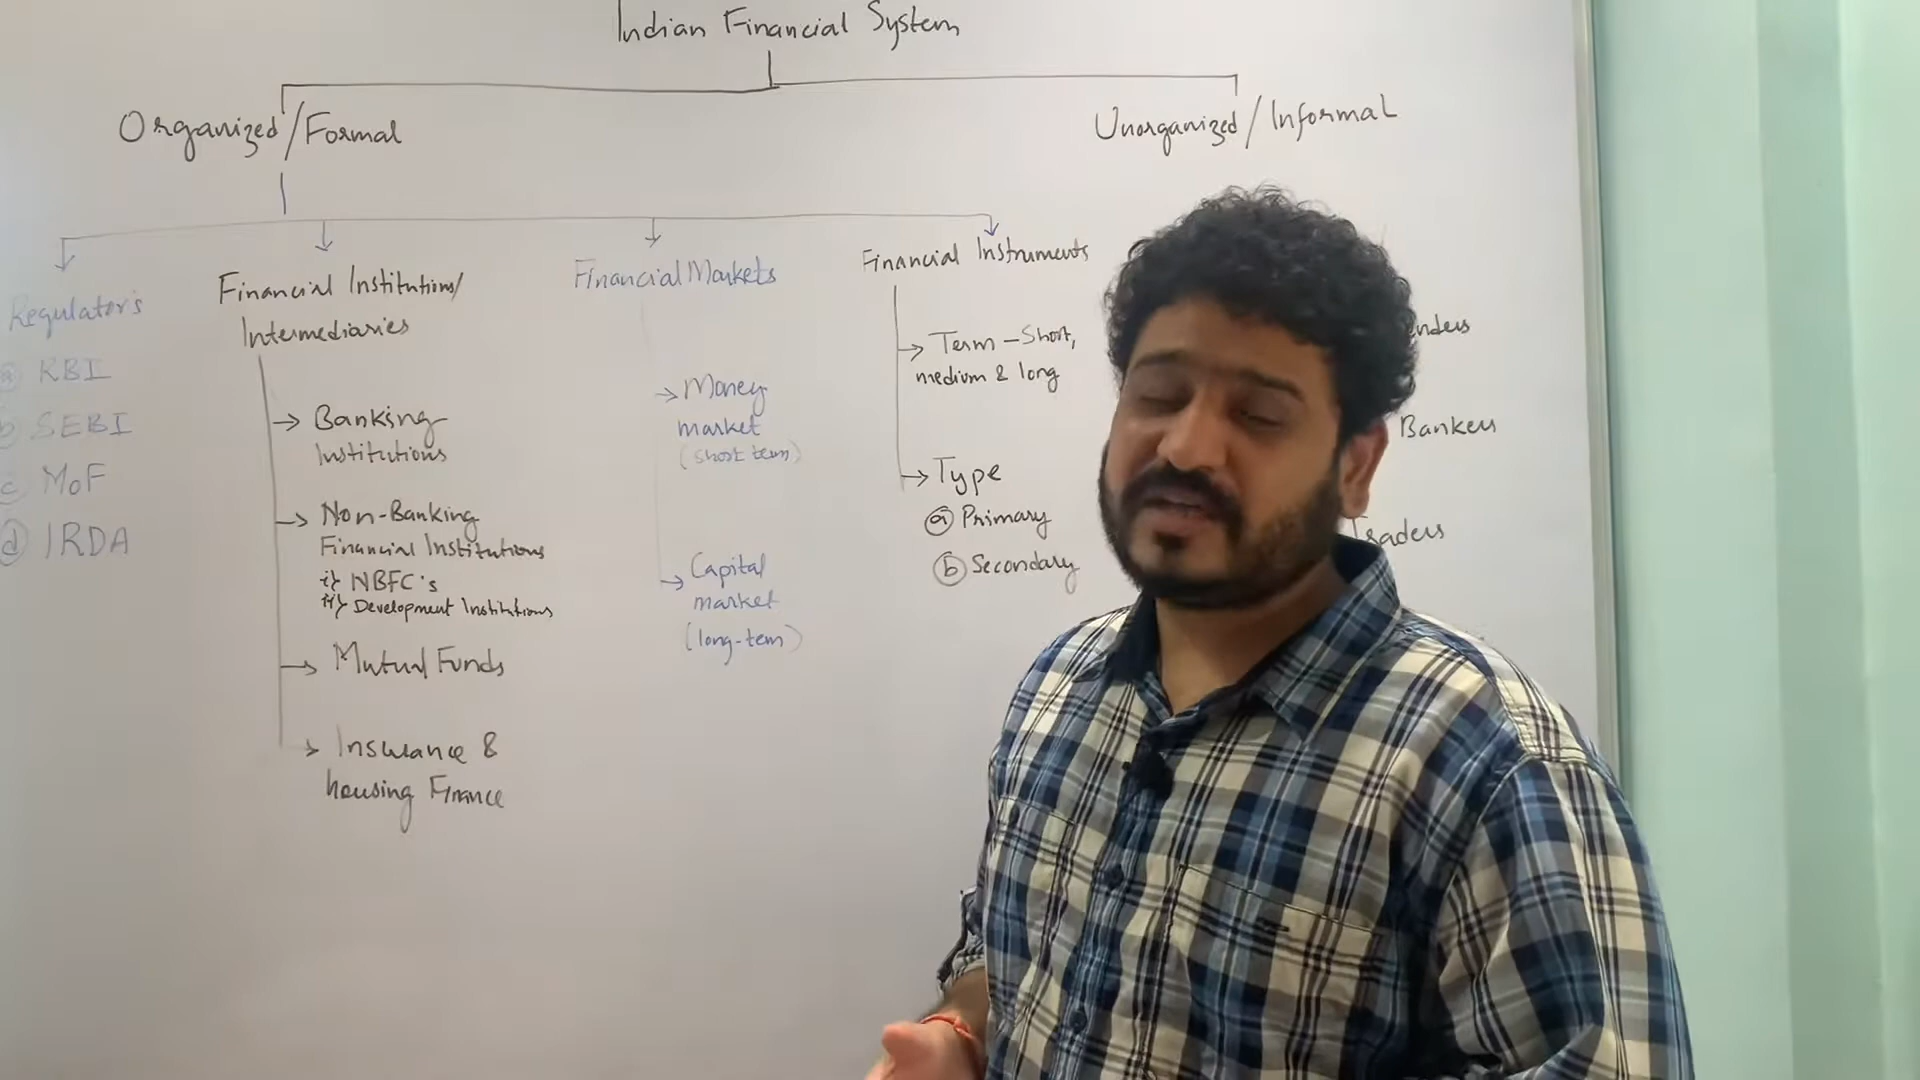 Indian Financial System
Organized/Formal
Unorganized/Informal
Regulator's
ⓐ RBI
ⓑ SEBI
ⓒ MoF
ⓓ IRDA
Financial Institutions/
Intermediaries
→ Banking
Institutions
→ Non-Banking
Financial Institutions
i} NBFC's
ii} Development Institutions
→ Mutual Funds
→ Insurance &
housing Finance
Financial Markets
→ Money
market
(short term)
→ Capital
market
(long-term)
Financial Instruments
→ Term – Short,
medium & long
→ Type
ⓐ Primary
ⓑ Secondary
Bankers
Traders